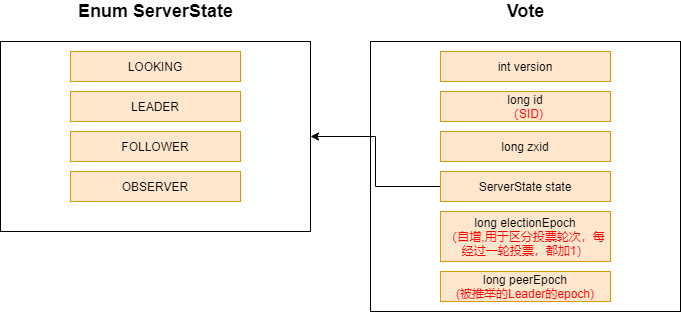 Enum ServerState
LOOKING
LEADER
FOLLOWER
OBSERVER
Vote
int version
long id
(SID)
long zxid
ServerState state
long electionEpoch
(自增,用于区分投票轮次，每
经过一轮投票，都加1)
long peerEpoch
(被推举的Leader的epoch)